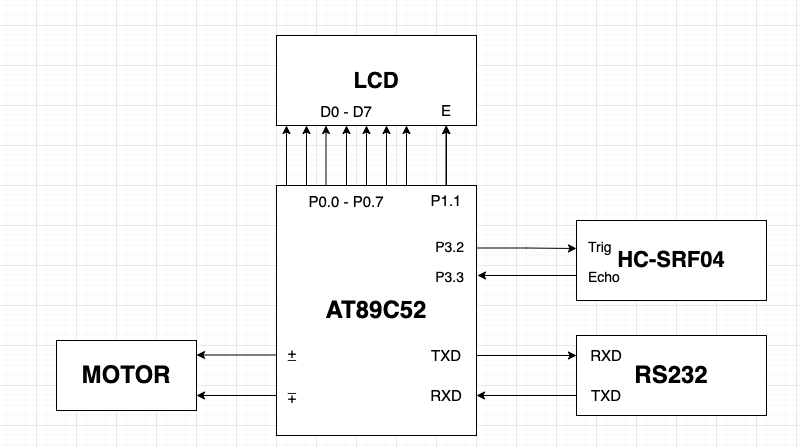 LCD
D0 - D7 E
P0.0 - P0.7 P1.1
P3.2
Trig
HC-SRF04
P3.3
Echo
AT89C52
MOTOR
±
∓
TXD
RXD
RXD
RS232
TXD